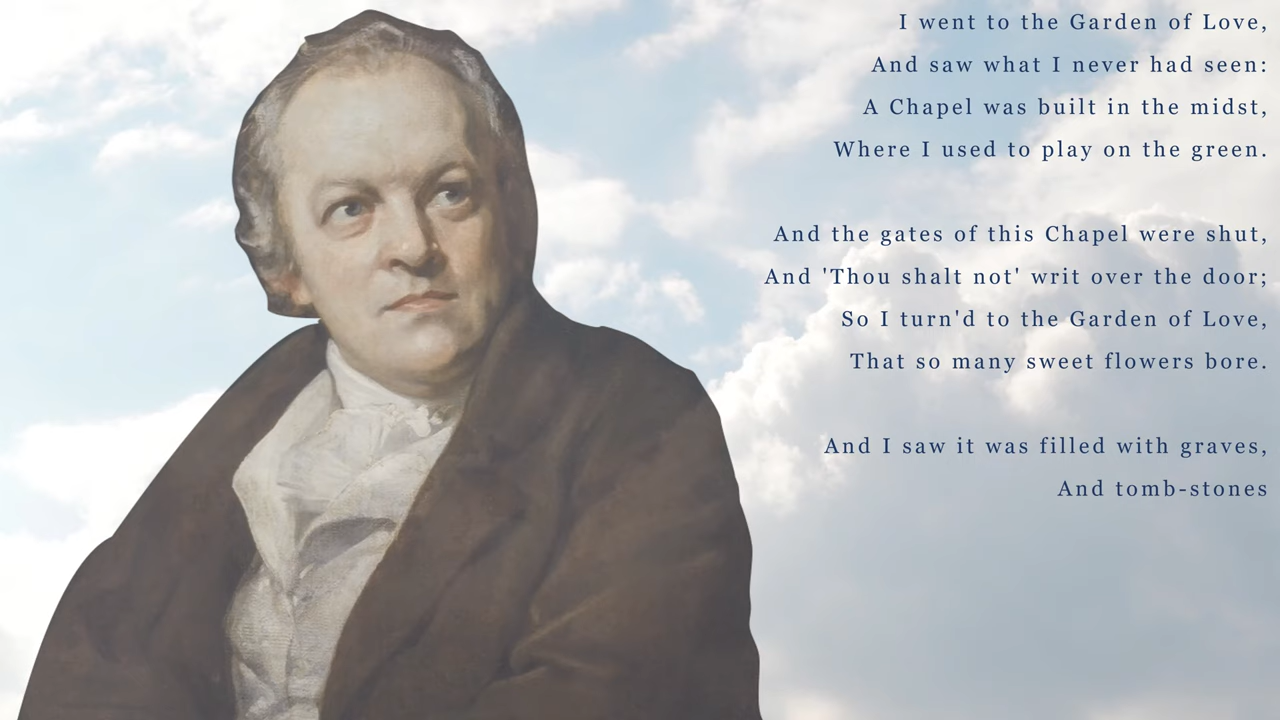 I went to the Garden of Love,
And saw what I never had seen:
A Chapel was built in the midst,
Where I used to play on the green.
And the gates of this Chapel were shut,
And 'Thou shalt not' writ over the door;
So I turn'd to the Garden of Love,
That so many sweet flowers bore.
And I saw it was filled with graves,
And tomb-stones